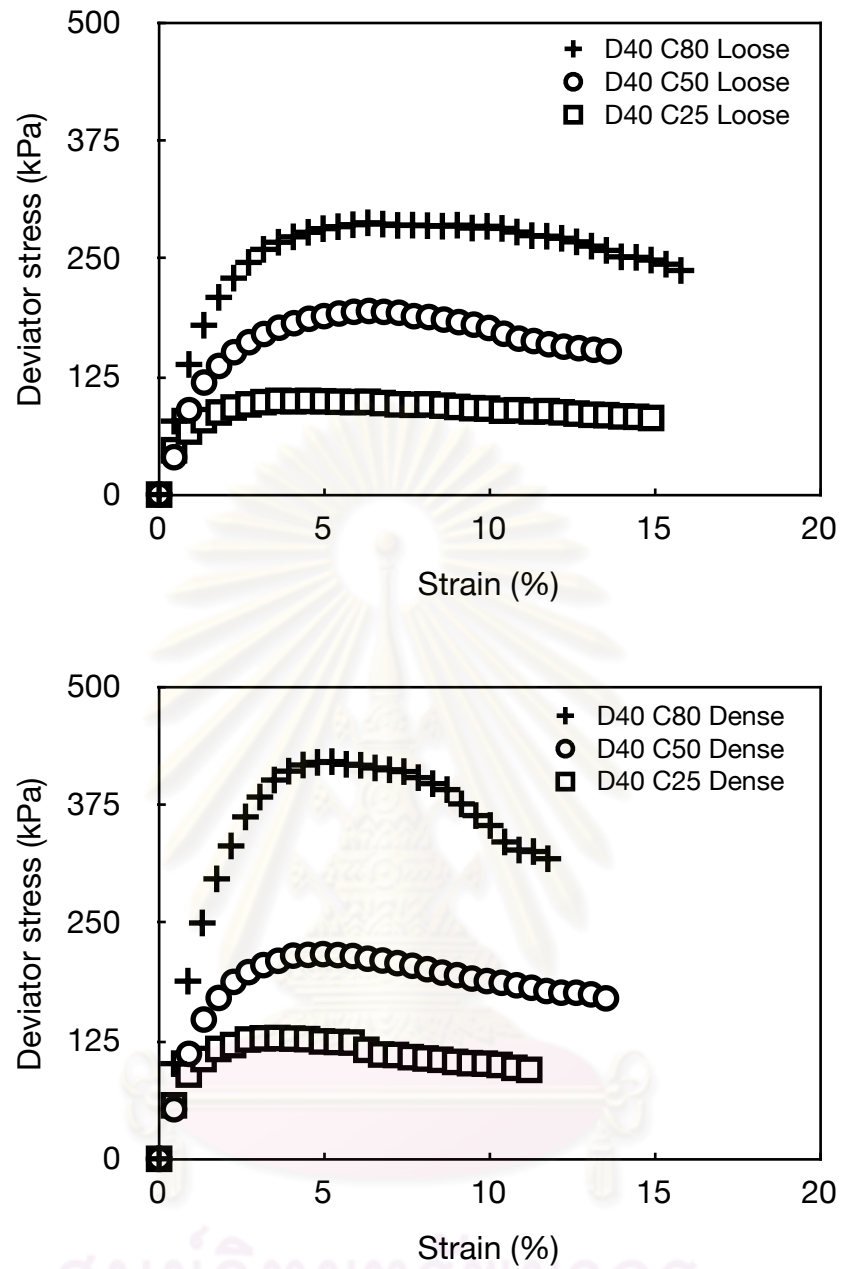 500
D40 C80 Loose
D40 C50 Loose
D40 C25 Loose
375
250
125
0
Deviator stress (kPa)
0 5 10 15 20
Strain (%)
500
D40 C80 Dense
D40 C50 Dense
D40 C25 Dense
375
250
125
0
Deviator stress (kPa)
0 5 10 15 20
Strain (%)